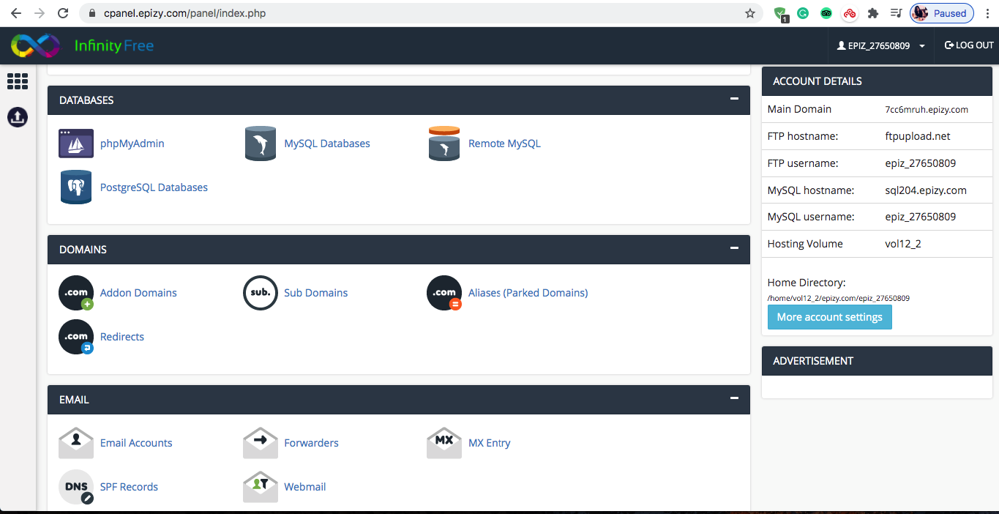 cpanel.epizy.com/panel/index.php
1
Paused
Infinity Free
EPIZ_27650809
LOG OUT
DATABASES
phpMyAdmin
MySQL Databases
Remote MySQL
PostgreSQL Databases
DOMAINS
.com Addon Domains
sub. Sub Domains
.com Aliases (Parked Domains)
.com Redirects
EMAIL
Email Accounts
Forwarders
MX MX Entry
DNS SPF Records
Webmail
ACCOUNT DETAILS
Main Domain 7cc6mruh.epizy.com
FTP hostname: ftpupload.net
FTP username: epiz_27650809
MySQL hostname: sql204.epizy.com
MySQL username: epiz_27650809
Hosting Volume vol12_2
Home Directory:
/home/vol12_2/epizy.com/epiz_27650809
More account settings
ADVERTISEMENT